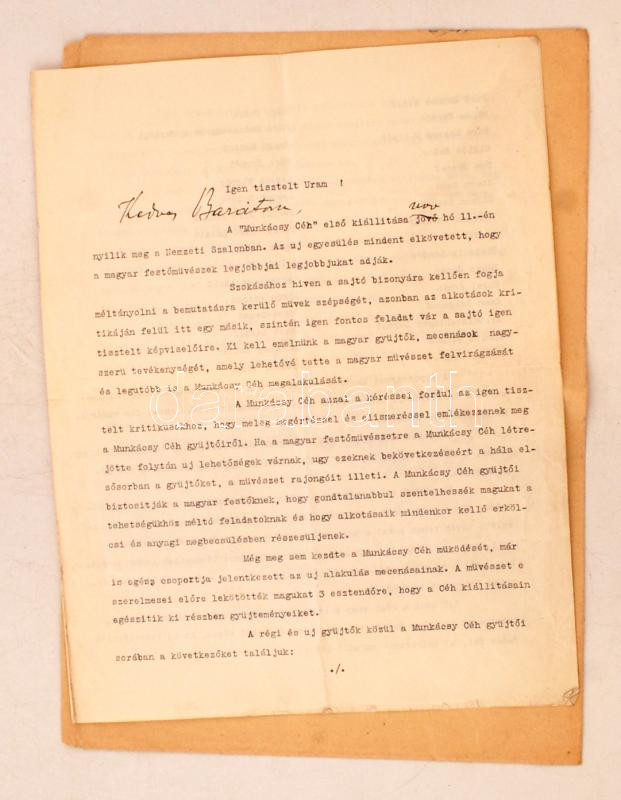 Igen tisztelt Uram !
Kedves Barátom,
nov
A "Munkácsy Céh" első kiállítása jövő hó 11.-én
nyilik meg a Nemzeti Szalonban. Az uj egyesülés mindent elkövetett, hogy
a magyar festőművészek legjobbjai legjobbjukat adják.
Szokásához hiven a sajtó bizonyára kellően fogja
méltányolni a bemutatásra kerülő művek szépségét, azonban az alkotások kri-
tikáján felül itt egy másik, szintén igen fontos feladat vár a sajtó igen
tisztelt képviselőire. Ki kell emelnünk a magyar gyüjtők, mecenások nagy-
szerü tevékenységét, amely lehetővé tette a magyar művészet felvirágzását
és legutóbb is a Munkácsy Céh megalakulását.
A Munkácsy Céh azzal a kéréssel fordul az igen tisz-
telt kritikusokhoz, hogy meleg megértéssel és elismeréssel emlékezzenek meg
a Munkácsy Céh gyüjtőiről. Ha a magyar festőművészetre a Munkácsy Céh létre-
jötte folytán uj lehetőségek várnak, ugy ezeknek bekövetkezéseért a hála el-
sősorban a gyüjtőket, a művészet rajongóit illeti. A Munkácsy Céh gyüjtői
biztositják a magyar festőknek, hogy gondtalanabbul szentelhessék magukat a
tehetségükhöz méltó feladatoknak és hogy alkotásaik mindenkor kellő erköl-
csi és anyagi megbecsülésben részesüljenek.
Még meg sem kezdte a Munkácsy Céh működését, már
is egész csoportja jelentkezett az uj alakulás mecenásainak. A művészet e
szerelmesei előre lekötötték magukat 3 esztendőre, hogy a Céh kiállitásain
egészitik ki részben gyüjteményeiket.
A régi és uj gyüjtők közül a Munkácsy Céh gyüjtői
sorában a következőket találjuk:
./.
darabanth